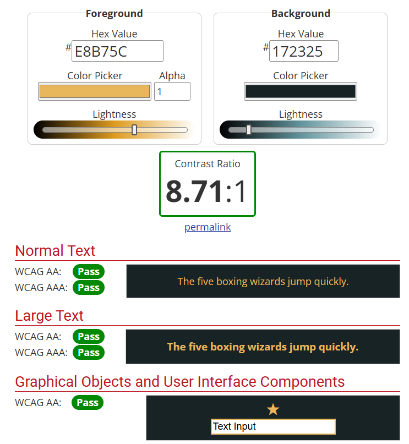 Foreground
Background
Hex Value
Hex Value
#E8B75C
#172325
Color Picker
Alpha
Color Picker
1
Lightness
Lightness
Contrast Ratio
8.71:1
permalink
Normal Text
WCAG AA: Pass
WCAG AAA: Pass
The five boxing wizards jump quickly.
Large Text
WCAG AA: Pass
WCAG AAA: Pass
The five boxing wizards jump quickly.
Graphical Objects and User Interface Components
WCAG AA: Pass
Text Input